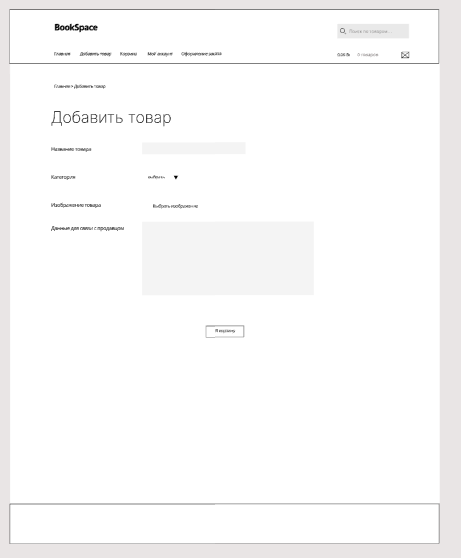 BookSpace
Поиск по товарам...
Главная Добавить товар Корзина Мой аккаунт Оформление заказа
0,00 Br 0 товаров
Главная > Добавить товар
Добавить товар
Название товара
Категория
выбрать
Изображение товара
Выбрать изображение
Данные для связи с продавцом
В корзину